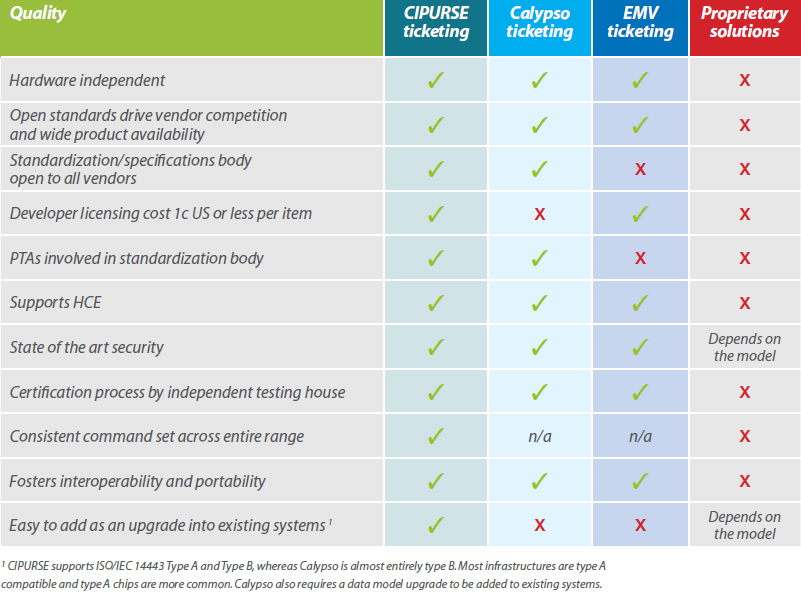 Quality
CIPURSE
ticketing
Calypso
ticketing
EMV
ticketing
Proprietary
solutions
Hardware independent
✓ ✓ ✓ X
Open standards drive vendor competition
and wide product availability
✓ ✓ ✓ X
Standardization/specifications body
open to all vendors
✓ ✓ X X
Developer licensing cost 1c US or less per item
✓ X ✓ X
PTAs involved in standardization body
✓ ✓ X X
Supports HCE
✓ ✓ ✓ X
State of the art security
✓ ✓ ✓
Depends on
the model
Certification process by independent testing house
✓ ✓ ✓ X
Consistent command set across entire range
✓ n/a n/a X
Fosters interoperability and portability
✓ ✓ ✓ X
Easy to add as an upgrade into existing systems ¹
✓ X X
Depends on
the model
¹ CIPURSE supports ISO/IEC 14443 Type A and Type B, whereas Calypso is almost entirely type B. Most infrastructures are type A
compatible and type A chips are more common. Calypso also requires a data model upgrade to be added to existing systems.